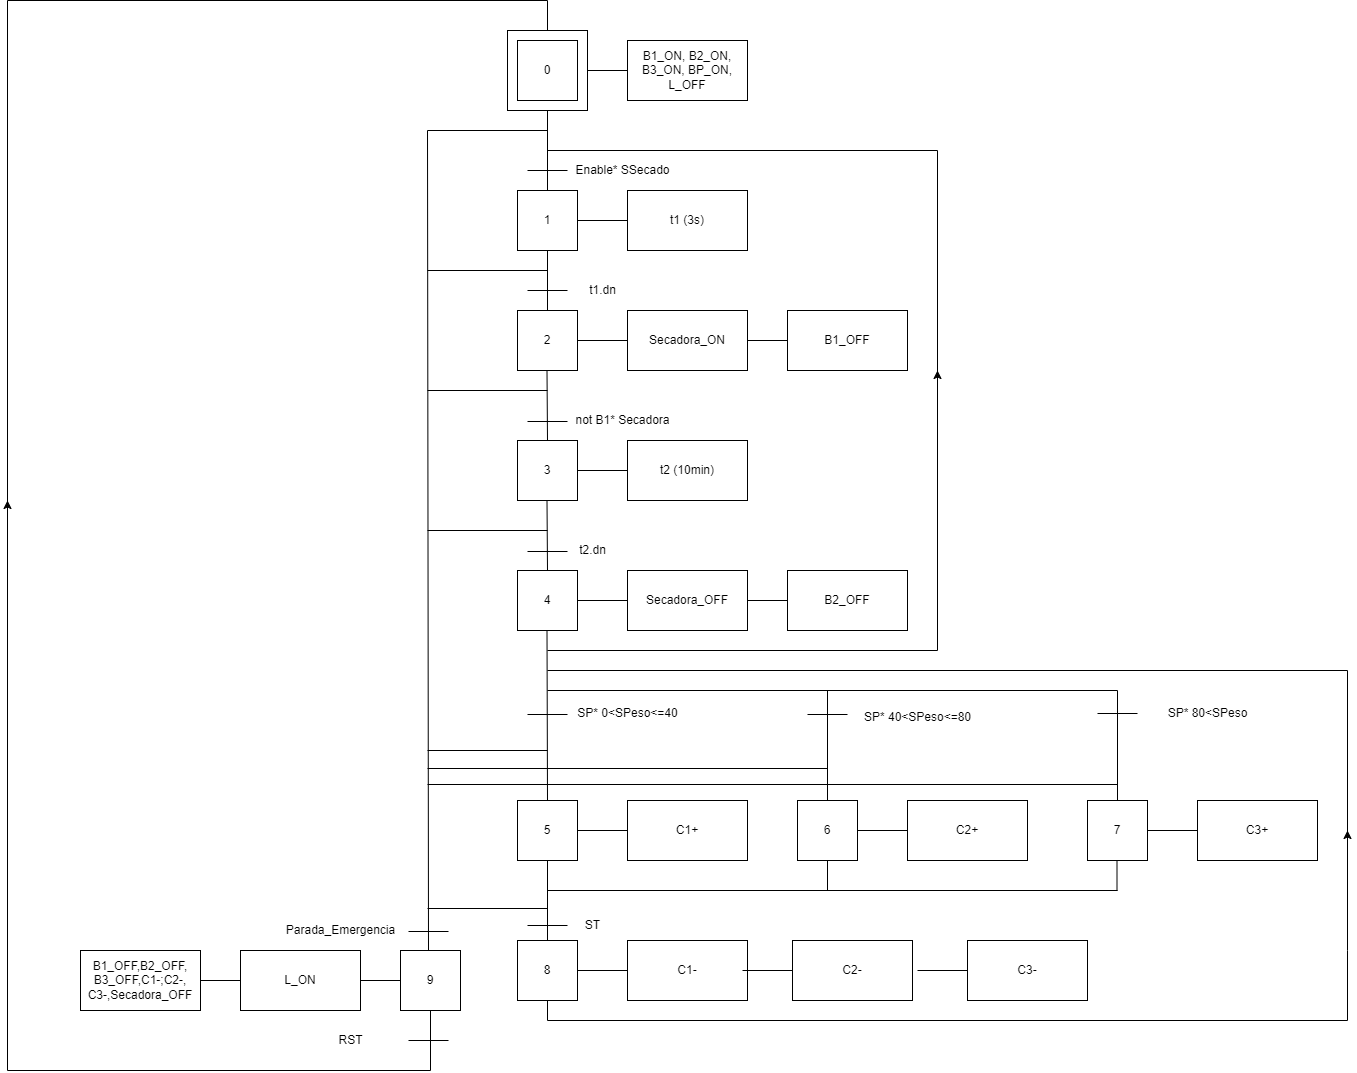 0
B1_ON, B2_ON,
B3_ON, BP_ON,
L_OFF
Enable* SSecado
1
t1 (3s)
t1.dn
2
Secadora_ON
B1_OFF
not B1* Secadora
3
t2 (10min)
t2.dn
4
Secadora_OFF
B2_OFF
SP* 0<SPeso<=40
SP* 40<SPeso<=80
SP* 80<SPeso
5
C1+
6
C2+
7
C3+
Parada_Emergencia
ST
B1_OFF,B2_OFF,
B3_OFF,C1-;C2-,
C3-,Secadora_OFF
L_ON
9
8
C1-
C2-
C3-
RST